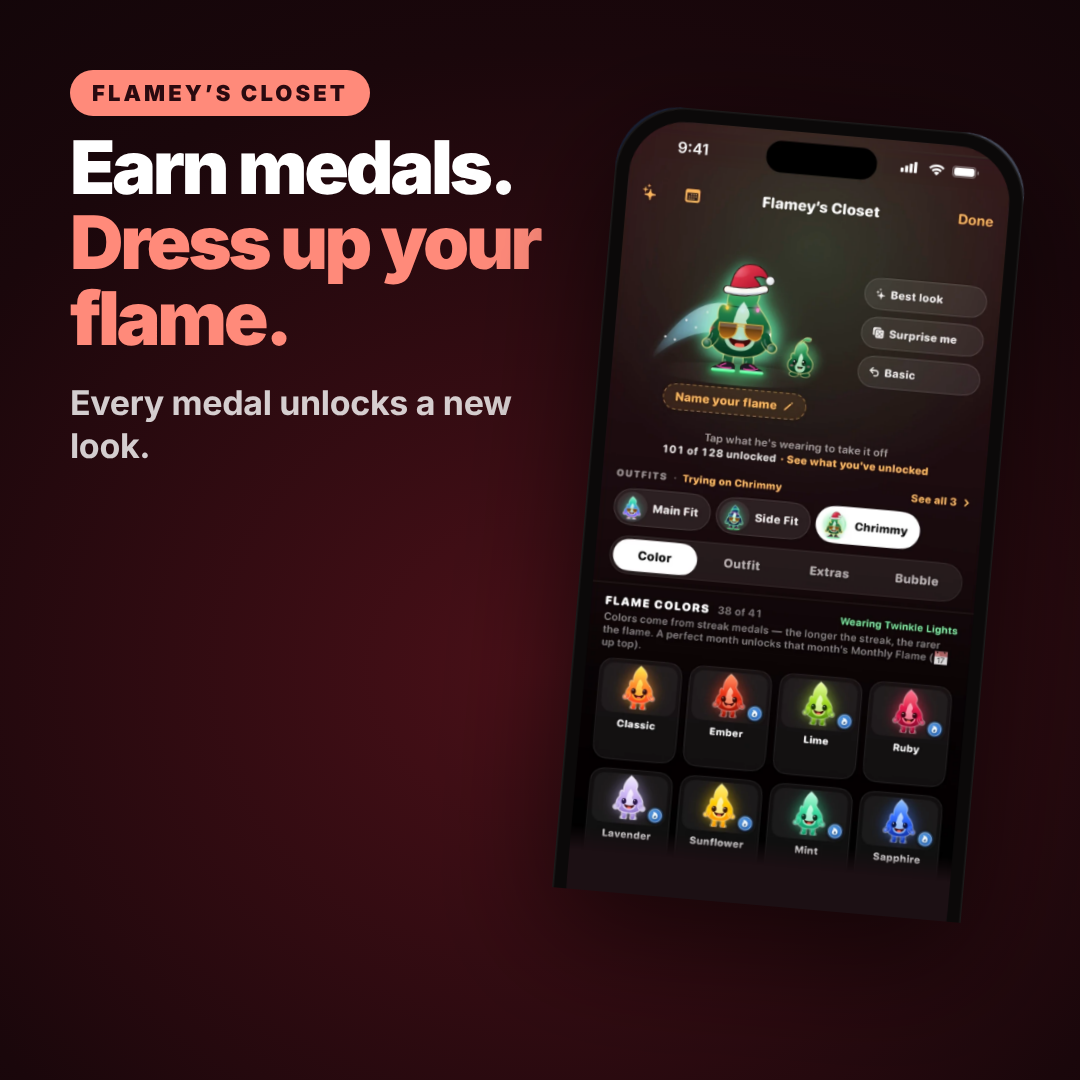 FLAMEY’S CLOSET
Earn medals.
Dress up your
flame.
Every medal unlocks a new
look.
9:41
Flamey’s Closet
Done
Best look
Surprise me
Basic
Name your flame
Tap what he's wearing to take it off
101 of 128 unlocked · See what you've unlocked
OUTFITS · Trying on Chrimmy
See all 3 >
Main Fit
Side Fit
Chrimmy
Color
Outfit
Extras
Bubble
FLAME COLORS 38 of 41
Wearing Twinkle Lights
Colors come from streak medals — the longer the streak, the rarer
the flame. A perfect month unlocks that month's Monthly Flame (📅
up top).
Classic
Ember
Lime
Ruby
Lavender
Sunflower
Mint
Sapphire